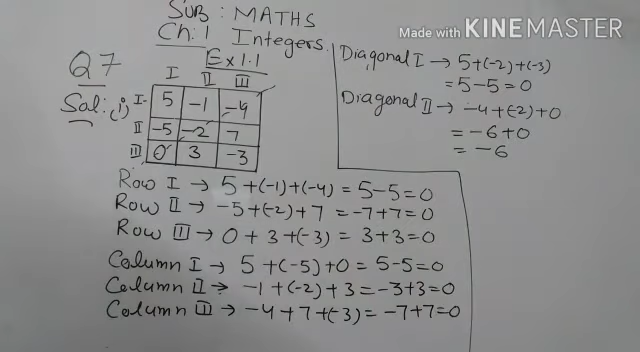 SUB : MATHS
Ch: 1 Integers.
Ex 1.1
Made with KINEMASTER
Q7
Sol: (i)
I II III
I 5 -1 -4
II -5 -2 7
III 0 3 -3
Row I → 5+(-1)+(-4) = 5-5=0
Row II → -5+(-2)+7 = -7+7=0
Row III → 0+3+(-3) = 3+3=0
Column I → 5+(-5)+0 = 5-5=0
Column II → -1+(-2)+3 = -3+3=0
Column III → -4+7+(-3) = -7+7=0
Diagonal I → 5+(-2)+(-3)
= 5-5=0
Diagonal II → -4+(-2)+0
= -6+0
= -6